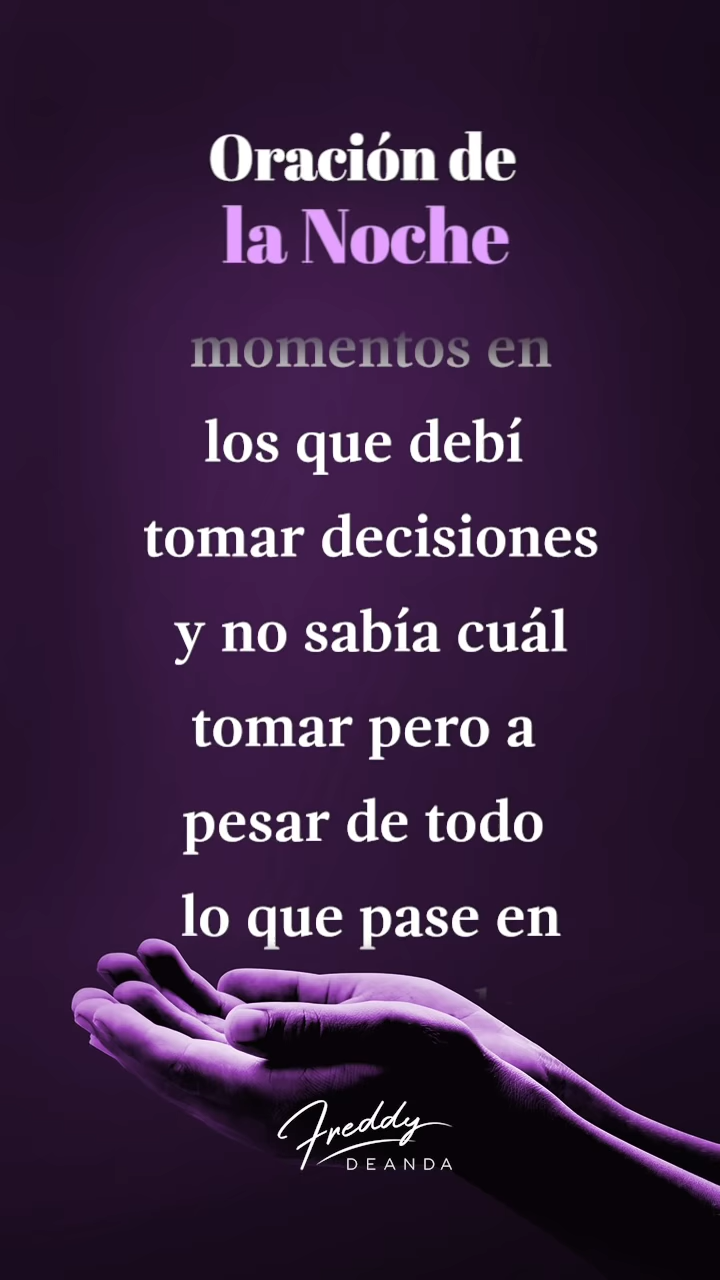 Oración de
la Noche
momentos en
los que debí
tomar decisiones
y no sabía cuál
tomar pero a
pesar de todo
lo que pase en
Freddy
DEANDA